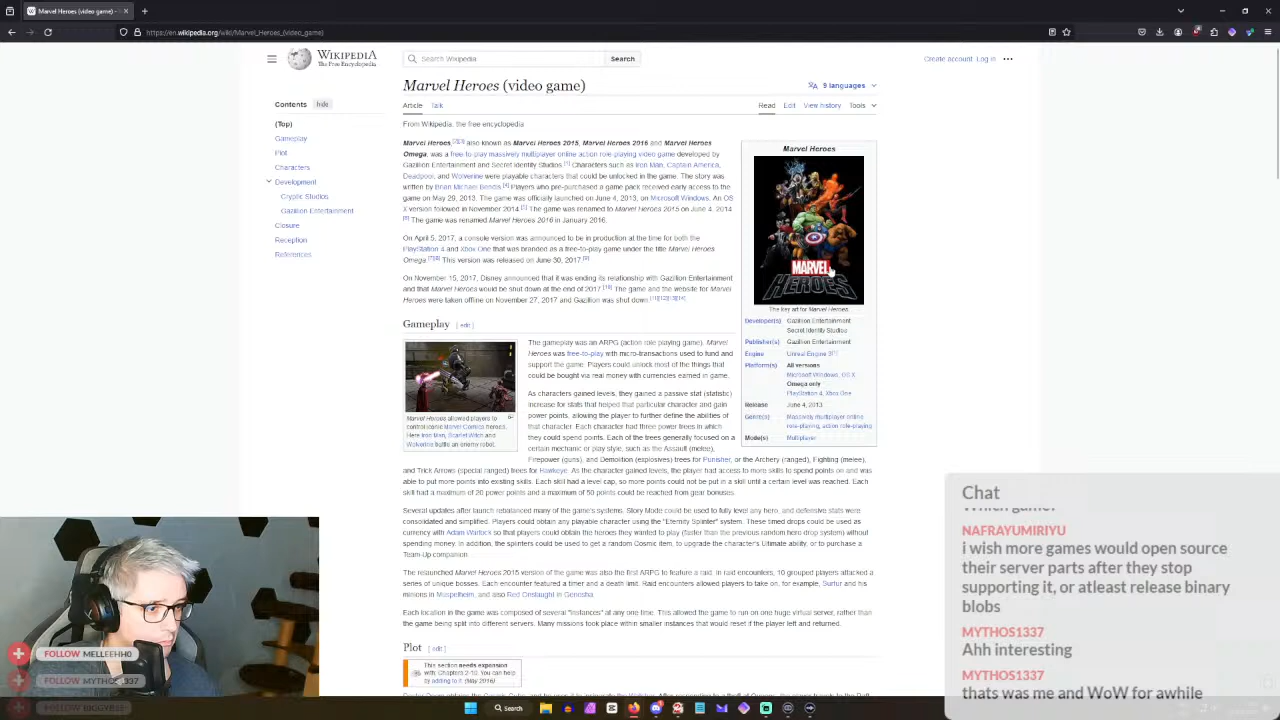 Marvel Heroes (video game) –
en.wikipedia.org/wiki/Marvel_Heroes_(video_game)
WIKIPEDIA
The Free Encyclopedia
Search Wikipedia
Search
Create account Log in
Contents hide
(Top)
Gameplay
Plot
Characters
Development
Cryptic Studios
Gazillion Entertainment
Closure
Reception
References
Marvel Heroes (video game)
9 languages
Article Talk
Read Edit View history Tools
From Wikipedia, the free encyclopedia
Marvel Heroes, also known as Marvel Heroes 2015, Marvel Heroes 2016 and Marvel Heroes
Omega, was a free-to-play massively multiplayer online action role-playing video game developed by
Gazillion Entertainment and Secret Identity Studios.[1] Characters such as Iron Man, Captain America,
Deadpool, and Wolverine were playable characters that could be unlocked in the game. The story was
written by Brian Michael Bendis.[4] Players who pre-purchased a game pack received early access to the
game on May 29, 2013. The game was officially launched on June 4, 2013, on Microsoft Windows. An OS
X version followed in November 2014.[5] The game was renamed to Marvel Heroes 2015 on June 4, 2014.
[6] The game was renamed Marvel Heroes 2016 in January 2016.
On April 5, 2017, a console version was announced to be in production at the time for both the
PlayStation 4 and Xbox One that was branded as a free-to-play game under the title Marvel Heroes
Omega.[7][8] This version was released on June 30, 2017.[9]
On November 15, 2017, Disney announced that it was ending its relationship with Gazillion Entertainment
and that Marvel Heroes would be shut down at the end of 2017.[10] The game and the website for Marvel
Heroes were taken offline on November 27, 2017 and Gazillion was shut down.[11][12][13][14]
Marvel Heroes
MARVEL
HEROES
The key art for Marvel Heroes
Developer(s) Gazillion Entertainment
Secret Identity Studios
Publisher(s) Gazillion Entertainment
Engine Unreal Engine 3
Platform(s) All versions
Microsoft Windows, OS X
Omega only
PlayStation 4, Xbox One
Release June 4, 2013
Genre(s) Massively multiplayer online
role-playing, action role-playing
Mode(s) Multiplayer
Gameplay [ edit ]
The gameplay was an ARPG (action role playing game). Marvel
Heroes was free-to-play with micro-transactions used to fund and
support the game. Players could unlock most of the things that
could be bought via real money with currencies earned in game.
As characters gained levels, they gained a passive stat (statistic)
increase for stats that helped that particular character and gain
power points, allowing the player to further define the abilities of
that character. Each character had three power trees in which
they could spend points. Each of the trees generally focused on a
certain mechanic or play style, such as the Assault (melee),
Firepower (guns), and Demolition (explosives) trees for Punisher, or the Archery (ranged), Fighting (melee),
and Trick Arrows (special ranged) trees for Hawkeye. As the character gained levels, the player had access to more skills to spend points on and was
able to put more points into existing skills. Each skill had a level cap, so more points could not be put in a skill until a certain level was reached. Each
skill had a maximum of 20 power points and a maximum of 50 points could be reached from gear bonuses.
Marvel Heroes allowed players to
control iconic Marvel Comics heroes.
Here Iron Man, Scarlet Witch and
Wolverine battle an enemy robot.
Several updates after launch rebalanced many of the game's systems. Story Mode could be used to fully level any hero, and defensive stats were
consolidated and simplified. Players could obtain any playable character using the "Eternity Splinter" system. These timed drops could be used as
currency with Adam Warlock so that players could obtain the heroes they wanted to play (faster than the previous random hero drop system) without
spending money. In addition, the splinters could be used to get a random Cosmic item, to upgrade the character's Ultimate ability, or to purchase a
Team-Up companion.
The relaunched Marvel Heroes 2015 version of the game was also the first ARPG to feature a raid. In raid encounters, 10 grouped players attacked a
series of unique bosses. Each encounter featured a timer and a death limit. Raid encounters allowed players to take on, for example, Surtur and his
minions in Muspelheim, and also Red Onslaught in Genosha.
Each location in the game was composed of several "instances" at any one time. This allowed the game to run on one huge virtual server, rather than
the game being split into different servers. Many missions took place within smaller instances that would reset if the player left and returned.
Plot [ edit ]
This section needs expansion
with: Chapters 2-10. You can help
by adding to it. (May 2016)
Chat
Which game?
NAFRAYUMIRIYU
i wish more games would open source
their server parts after they stop
supporting it, or atleast release binary
blobs
MYTHOS1337
Ahh interesting
MYTHOS1337
thats was me and WoW for awhile
FOLLOW MELLEEHH0
FOLLOW
FOLLOW
Search